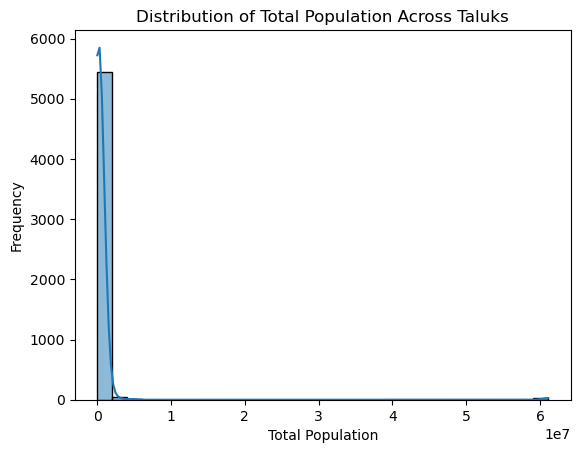 Distribution of Total Population Across Taluks
6000
5000
4000
3000
2000
1000
0
Frequency
0 1 2 3 4 5 6
1e7
Total Population